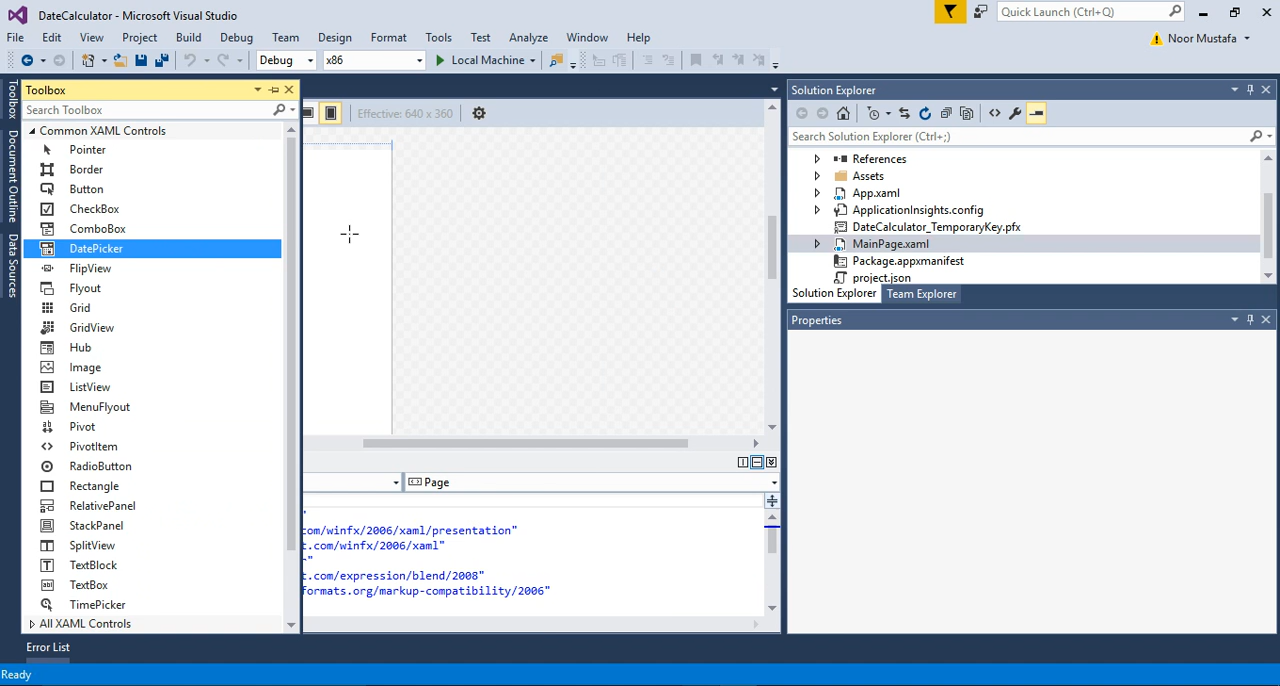 DateCalculator - Microsoft Visual Studio
Quick Launch (Ctrl+Q)
File Edit View Project Build Debug Team Design Format Tools Test Analyze Window Help
Noor Mustafa
Debug x86 Local Machine
Toolbox
Document Outline
Data Sources
Toolbox
Search Toolbox
Common XAML Controls
Pointer
Border
Button
CheckBox
ComboBox
DatePicker
FlipView
Flyout
Grid
GridView
Hub
Image
ListView
MenuFlyout
Pivot
PivotItem
RadioButton
Rectangle
RelativePanel
StackPanel
SplitView
TextBlock
TextBox
TimePicker
All XAML Controls
Effective: 640 x 360
Page
"
com/winfx/2006/xaml/presentation"
t.com/winfx/2006/xaml"
"
t.com/expression/blend/2008"
formats.org/markup-compatibility/2006"
Solution Explorer
Search Solution Explorer (Ctrl+;)
References
Assets
App.xaml
ApplicationInsights.config
DateCalculator_TemporaryKey.pfx
MainPage.xaml
Package.appxmanifest
project.json
Solution Explorer Team Explorer
Properties
Error List
Ready